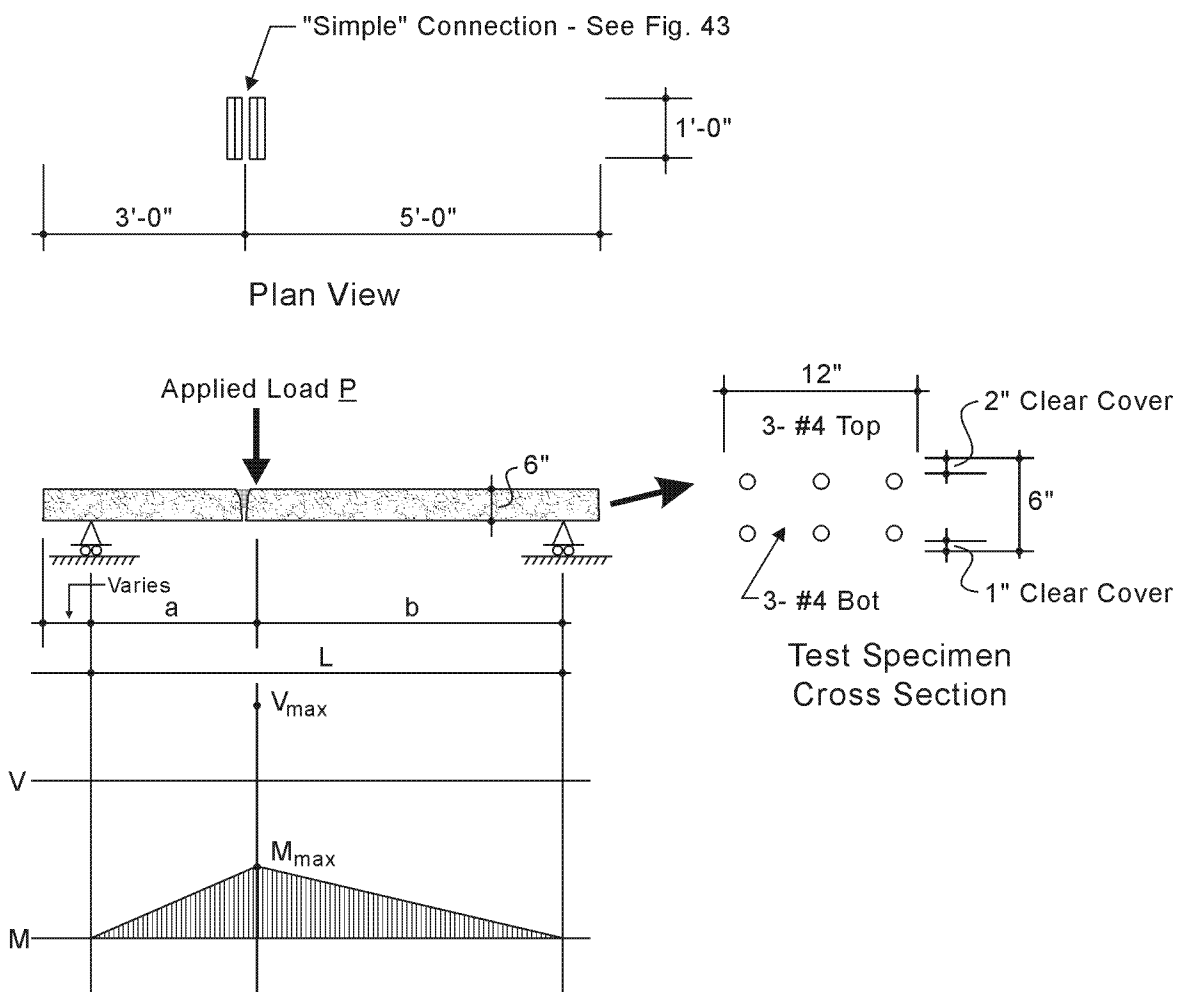 "Simple" Connection - See Fig. 43
1'-0"
3'-0"
5'-0"
Plan View
Applied Load P
6"
12"
3- #4 Top
2" Clear Cover
6"
3- #4 Bot
1" Clear Cover
Test Specimen
Cross Section
Varies
a
b
L
Vmax
V
Mmax
M